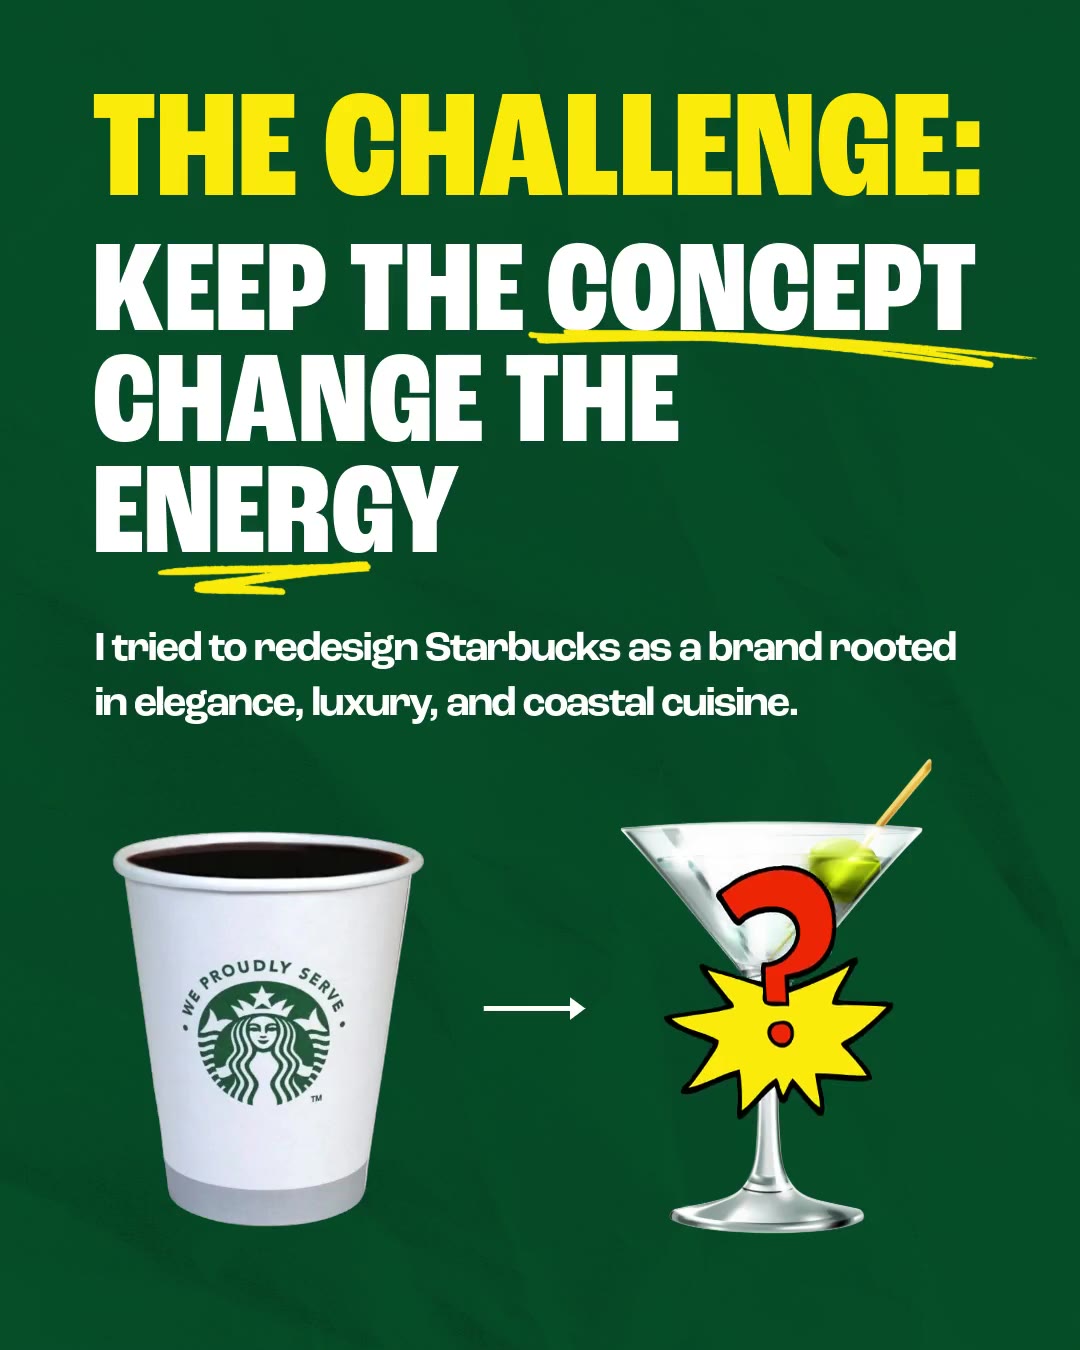 THE CHALLENGE:
KEEP THE CONCEPT
CHANGE THE
ENERGY
I tried to redesign Starbucks as a brand rooted
in elegance, luxury, and coastal cuisine.
• WE PROUDLY SERVE •
TM
?